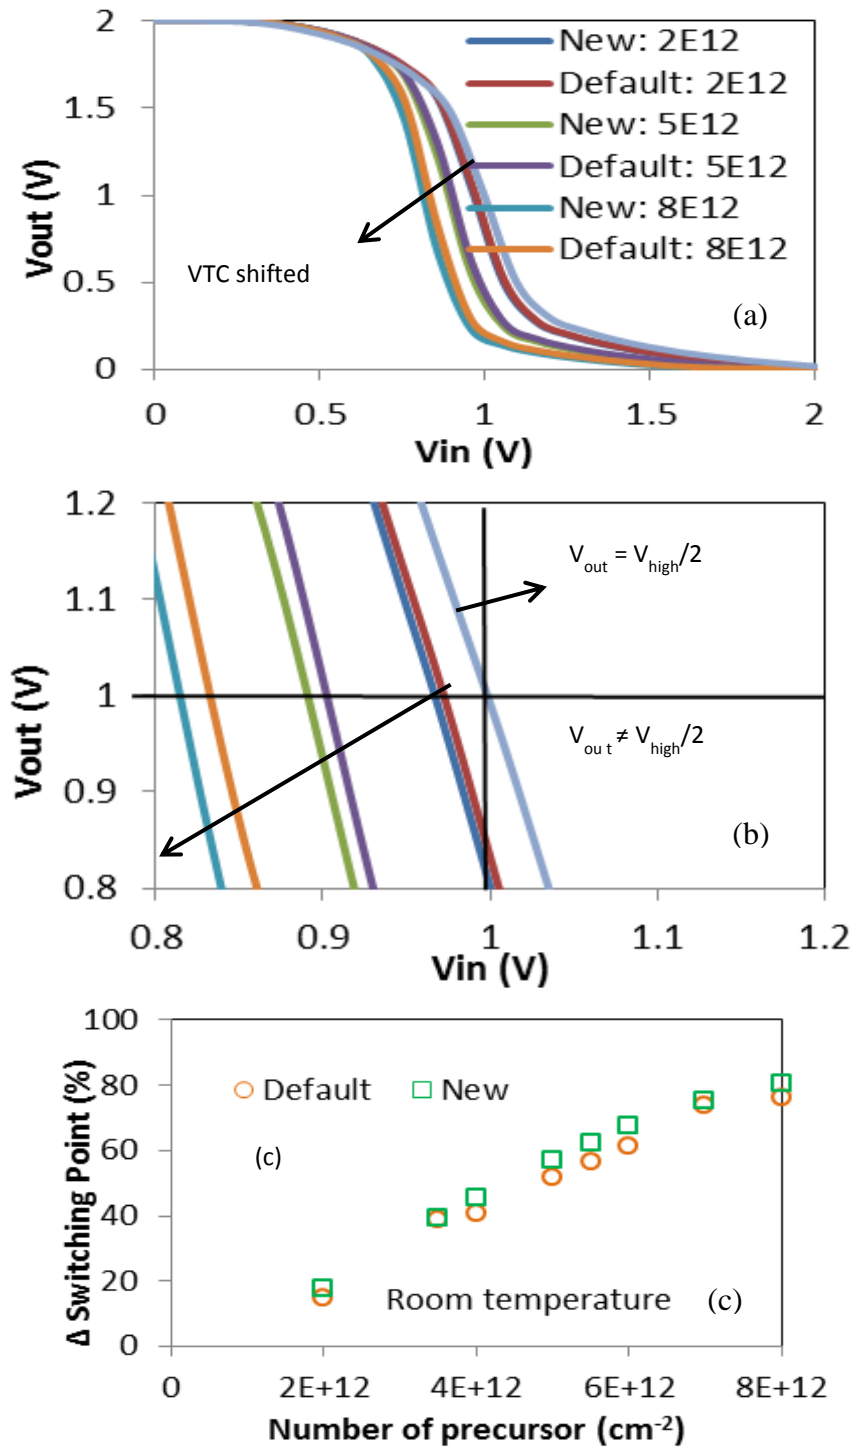 2
1.5
1
0.5
0
Vout (V)
New: 2E12
Default: 2E12
New: 5E12
Default: 5E12
New: 8E12
Default: 8E12
VTC shifted
(a)
0 0.5 1 1.5 2
Vin (V)
1.2
1.1
1
0.9
0.8
Vout (V)
Vout = Vhigh/2
Vou t ≠ Vhigh/2
(b)
0.8 0.9 1 1.1 1.2
Vin (V)
100
80
60
40
20
0
Δ Switching Point (%)
Default New
(c)
Room temperature (c)
0 2E+12 4E+12 6E+12 8E+12
Number of precursor (cm-2)